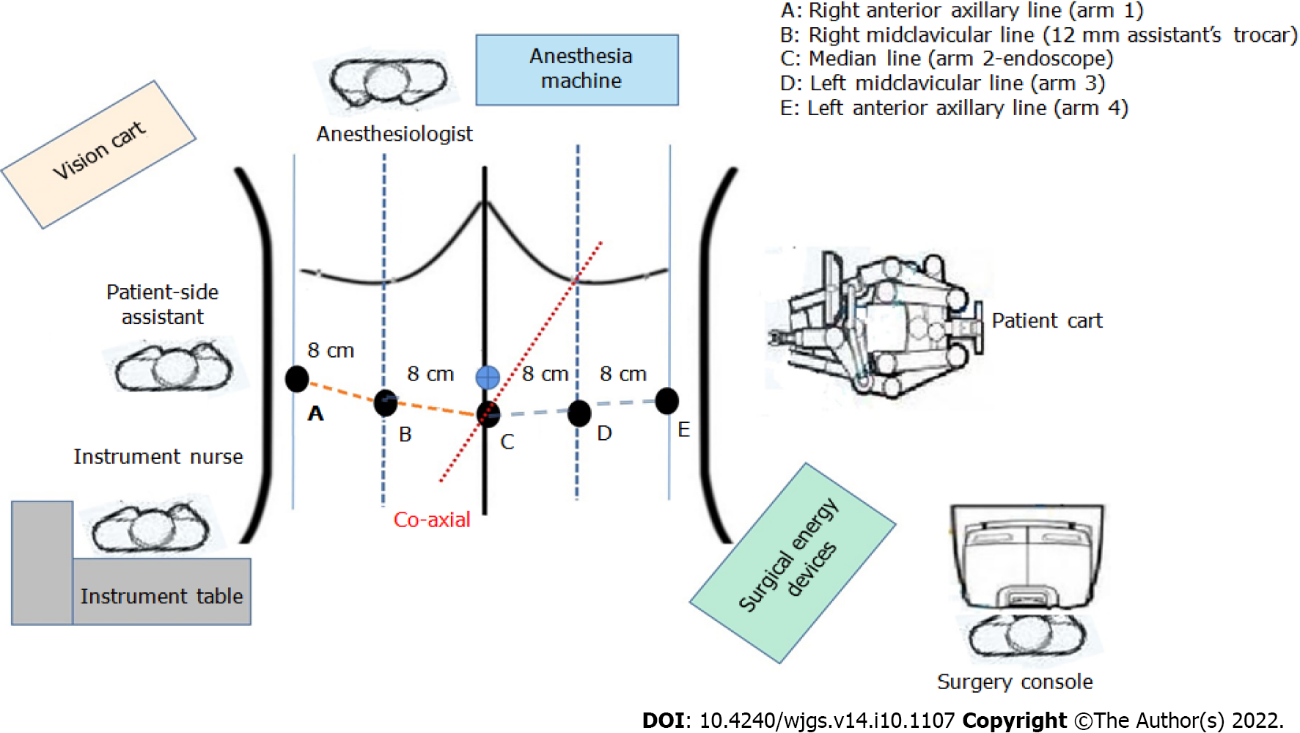 A: Right anterior axillary line (arm 1)
B: Right midclavicular line (12 mm assistant's trocar)
C: Median line (arm 2-endoscope)
D: Left midclavicular line (arm 3)
E: Left anterior axillary line (arm 4)
Anesthesia
machine
Anesthesiologist
Vision cart
Patient-side
assistant
Patient cart
8 cm
8 cm
8 cm
8 cm
A
B
C
D
E
Instrument nurse
Co-axial
Surgical energy
devices
Instrument table
Surgery console
DOI: 10.4240/wjgs.v14.i10.1107 Copyright ©The Author(s) 2022.